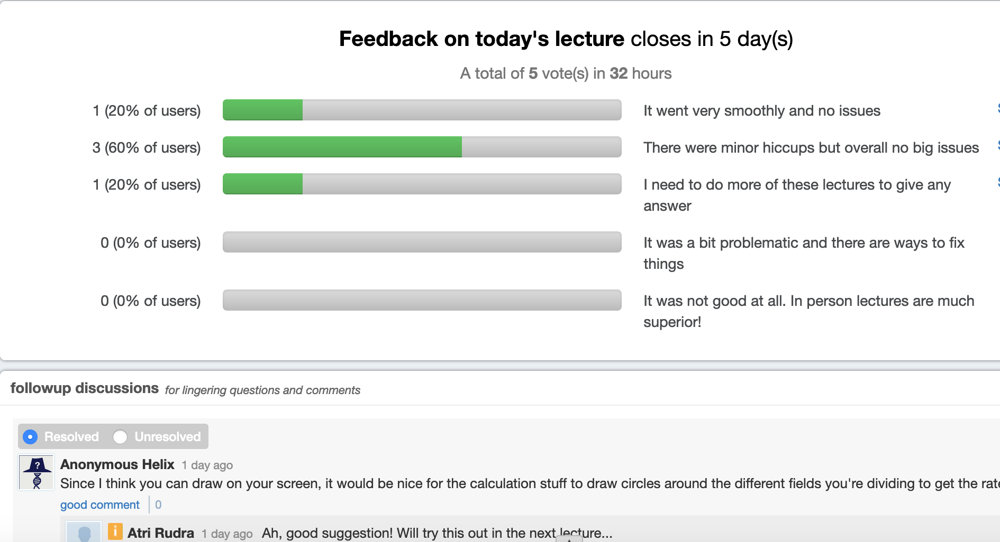 Feedback on today's lecture closes in 5 day(s)
A total of 5 vote(s) in 32 hours
1 (20% of users) It went very smoothly and no issues
3 (60% of users) There were minor hiccups but overall no big issues
1 (20% of users) I need to do more of these lectures to give any
answer
0 (0% of users) It was a bit problematic and there are ways to fix
things
0 (0% of users) It was not good at all. In person lectures are much
superior!
followup discussions for lingering questions and comments
Resolved Unresolved
?
Anonymous Helix 1 day ago
Since I think you can draw on your screen, it would be nice for the calculation stuff to draw circles around the different fields you're dividing to get the
good comment 0
i Atri Rudra 1 day ago Ah, good suggestion! Will try this out in the next lecture...